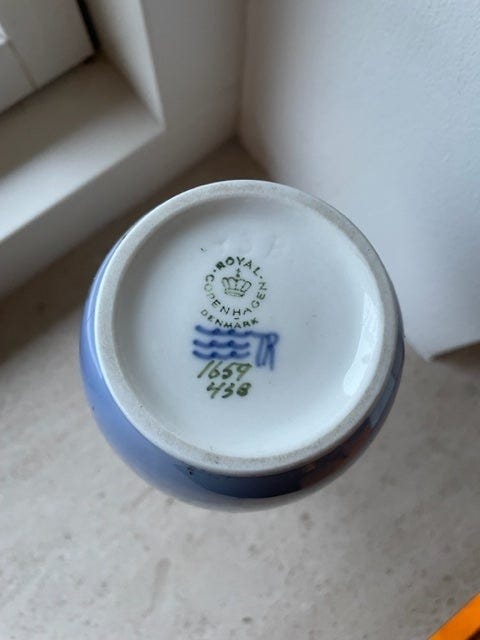 ROYAL
COPENHAGEN
DENMARK
1659
438